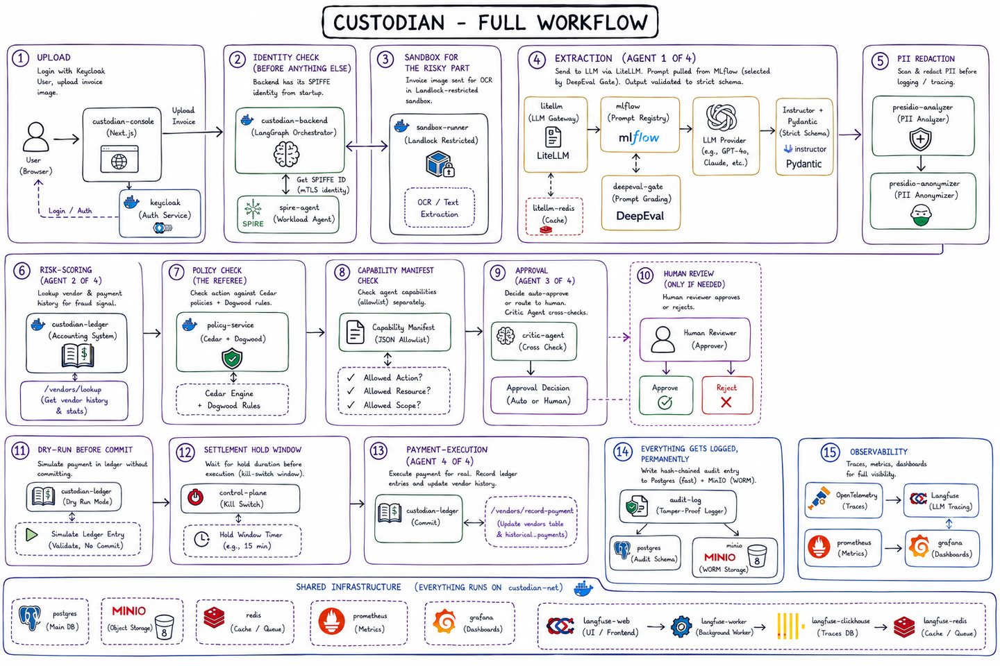 CUSTODIAN - FULL WORKFLOW
1 UPLOAD
Login with Keycloak
User, upload invoice
image.
User
(Browser)
custodian-console
(Next.js)
Upload
Invoice
Login / Auth
keycloak
(Auth Service)
2 IDENTITY CHECK
(BEFORE ANYTHING ELSE)
Backend has its SPIFFE
identity from startup.
custodian-backend
(LangGraph Orchestrator)
Get SPIFFE ID
(mTLS identity)
SPIRE
spire-agent
(Workload Agent)
3 SANDBOX FOR
THE RISKY PART
Invoice image sent for OCR
in Landlock-restricted
sandbox.
sandbox-runner
(Landlock Restricted)
OCR / Text
Extraction
4 EXTRACTION (AGENT 1 OF 4)
Send to LLM via LiteLLM. Prompt pulled from MLflow (selected
by DeepEval Gate). Output validated to strict schema.
litellm
(LLM Gateway)
LiteLLM
litellm-redis
(Cache)
mlflow
(Prompt Registry)
mlflow
deepeval-gate
(Prompt Grading)
DeepEval
LLM Provider
(e.g., GPT-4o,
Claude, etc.)
Instructor +
Pydantic
(Strict Schema)
instructor
Pydantic
5 PII REDACTION
Scan & redact PII before
logging / tracing.
presidio-analyzer
(PII Analyzer)
presidio-anonymizer
(PII Anonymizer)
6 RISK-SCORING
(AGENT 2 OF 4)
Lookup vendor & payment
history for fraud signal.
custodian-ledger
(Accounting System)
$
/vendors/lookup
(Get vendor history
& stats)
7 POLICY CHECK
(THE REFEREE)
Check action against Cedar
policies + Dogwood rules.
policy-service
(Cedar + Dogwood)
Cedar Engine
+ Dogwood Rules
8 CAPABILITY MANIFEST
CHECK
Check agent capabilities
(allowlist) separately.
Capability Manifest
(JSON Allowlist)
✓ Allowed Action?
✓ Allowed Resource?
✓ Allowed Scope?
9 APPROVAL
(AGENT 3 OF 4)
Decide auto-approve
or route to human.
Critic Agent cross-checks.
critic-agent
(Cross Check)
Approval Decision
(Auto or Human)
10 HUMAN REVIEW
(ONLY IF NEEDED)
Human reviewer approves
or rejects.
Human Reviewer
(Approver)
Approve
Reject
11 DRY-RUN BEFORE COMMIT
Simulate payment in ledger without
committing.
$
custodian-ledger
(Dry Run Mode)
Simulate Ledger Entry
(Validate, No Commit)
12 SETTLEMENT HOLD WINDOW
Wait for hold duration before
execution (kill-switch window).
control-plane
(Kill Switch)
Hold Window Timer
(e.g., 15 min)
13 PAYMENT-EXECUTION
(AGENT 4 OF 4)
Execute payment for real. Record ledger
entries and update vendor history.
$
custodian-ledger
(Commit)
/vendors/record-payment
(Update vendors table
& historical_payments)
14 EVERYTHING GETS LOGGED,
PERMANENTLY
Write hash-chained audit entry
to Postgres (fast) + MinIO (WORM).
audit-log
(Tamper-Proof Logger)
postgres
(Audit Schema)
minio
MINIO
(WORM Storage)
8
15 OBSERVABILITY
Traces, metrics, dashboards
for full visibility.
OpenTelemetry
(Traces)
Langfuse
(LLM Tracing)
prometheus
(Metrics)
grafana
(Dashboards)
SHARED INFRASTRUCTURE (EVERYTHING RUNS ON custodian-net)
postgres
(Main DB)
MINIO
(Object Storage)
8
redis
(Cache / Queue)
prometheus
(Metrics)
grafana
(Dashboards)
langfuse-web
(UI / Frontend)
langfuse-worker
(Background Worker)
langfuse-clickhouse
(Traces DB)
langfuse-redis
(Cache / Queue)